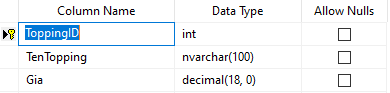 Column Name Data Type Allow Nulls
ToppingID int
TenTopping nvarchar(100)
Gia decimal(18, 0)